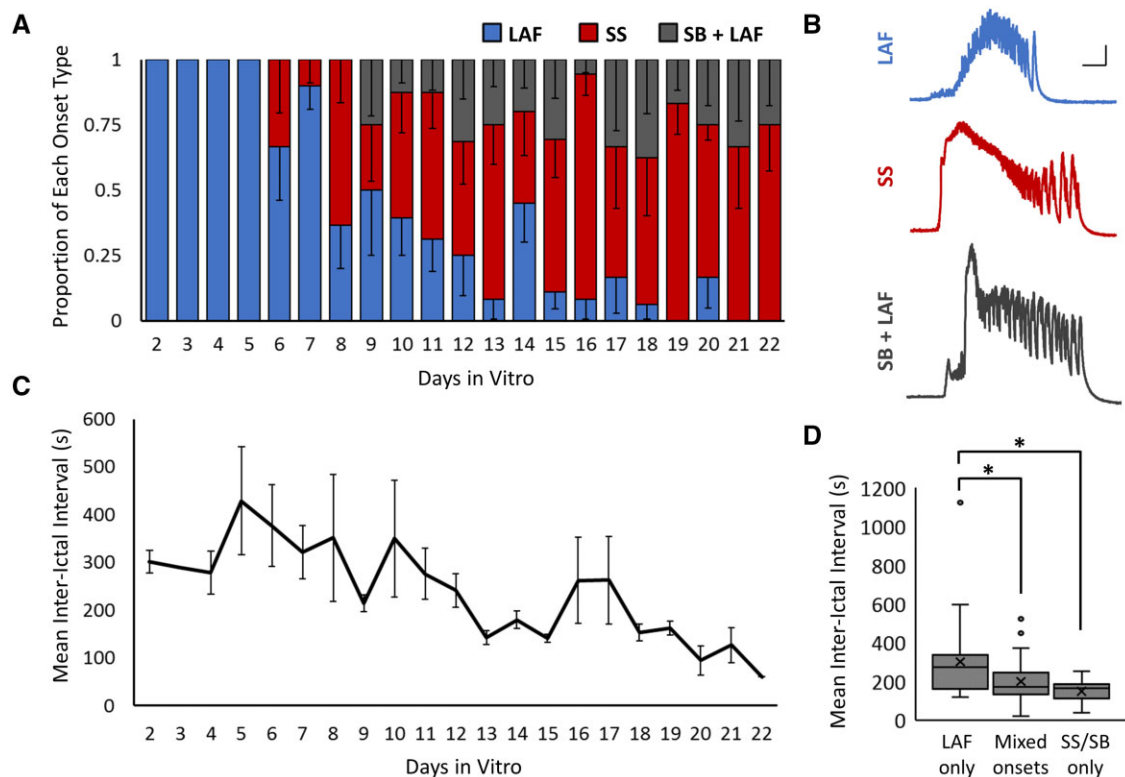 A
LAF SS SB + LAF
Proportion of Each Onset Type
1
0.75
0.5
0.25
0
2 3 4 5 6 7 8 9 10 11 12 13 14 15 16 17 18 19 20 21 22
Days in Vitro
B
LAF
SS
SB + LAF
C
Mean Inter-Ictal Interval (s)
600
500
400
300
200
100
0
2 3 4 5 6 7 8 9 10 11 12 13 14 15 16 17 18 19 20 21 22
Days in Vitro
D
*
*
Mean Inter-Ictal Interval (s)
1200
1000
800
600
400
200
0
LAF only
Mixed onsets
SS/SB only